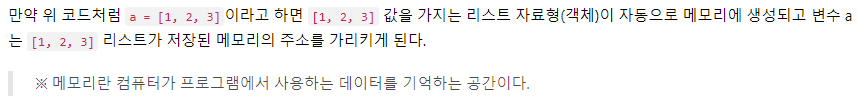 만약 위 코드처럼 a = [1, 2, 3]이라고 하면 [1, 2, 3] 값을 가지는 리스트 자료형(객체)이 자동으로 메모리에 생성되고 변수 a
는 [1, 2, 3] 리스트가 저장된 메모리의 주소를 가리키게 된다.
※ 메모리란 컴퓨터가 프로그램에서 사용하는 데이터를 기억하는 공간이다.